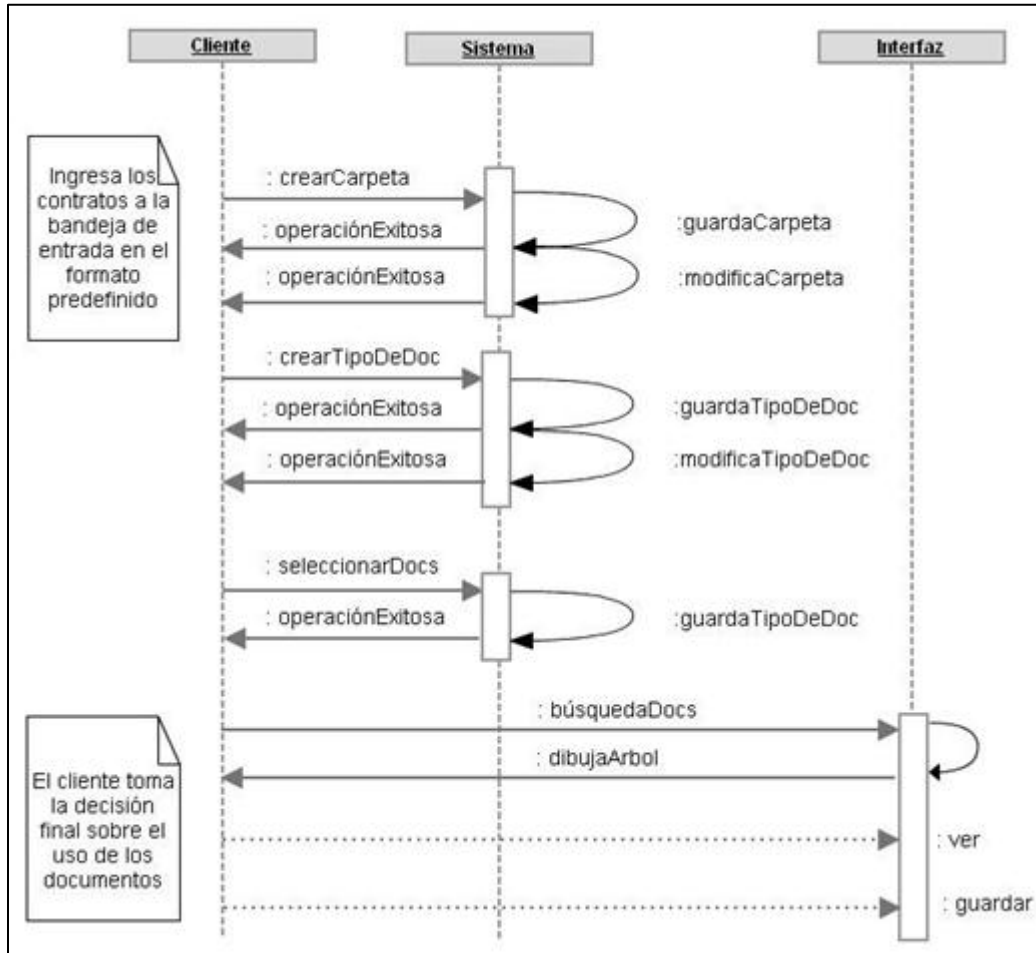 Cliente
Sistema
Interfaz
Ingresa los
contratos a la
bandeja de
entrada en el
formato
predefinido
: crearCarpeta
:guardaCarpeta
: operaciónExitosa
: operaciónExitosa
:modificaCarpeta
: crearTipoDeDoc
: operaciónExitosa
:guardaTipoDeDoc
: operaciónExitosa
:modificaTipoDeDoc
: seleccionarDocs
: operaciónExitosa
:guardaTipoDeDoc
: búsquedaDocs
: dibujaArbol
El cliente toma
la decisión
final sobre el
uso de los
documentos
: ver
: guardar